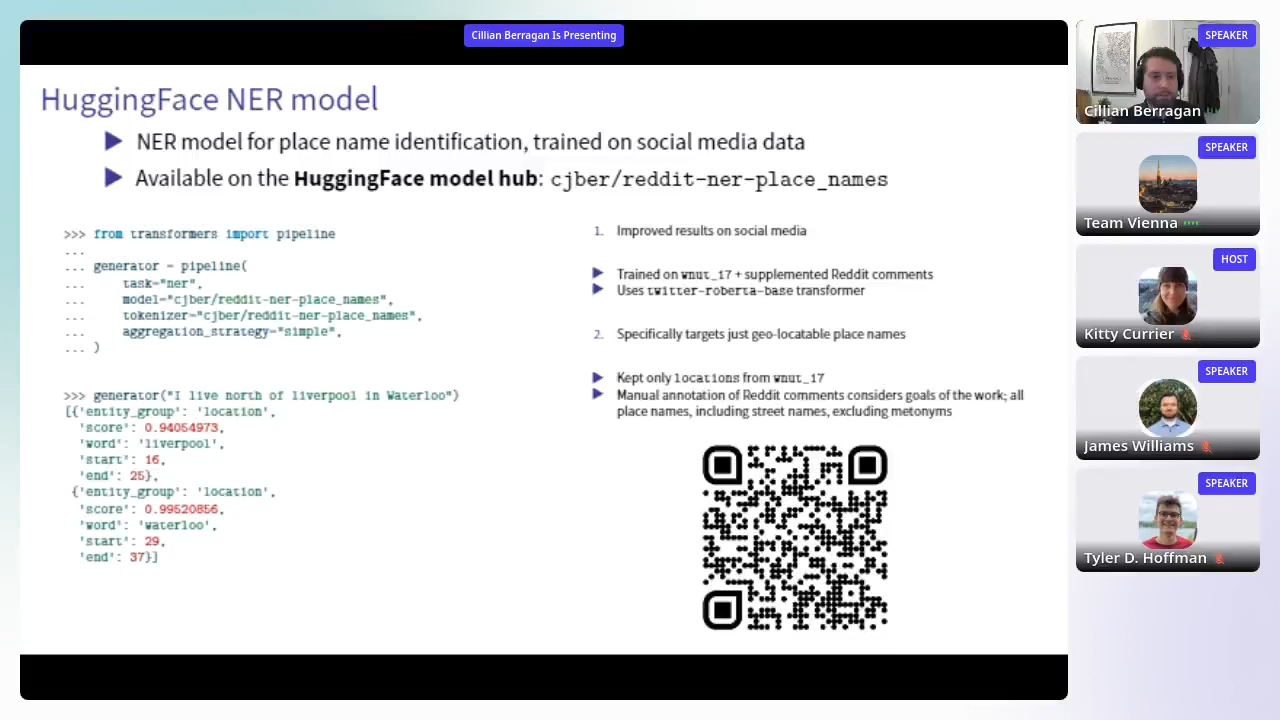 Cillian Berragan Is Presenting
HuggingFace NER model
NER model for place name identification, trained on social media data
Available on the HuggingFace model hub: cjber/reddit-ner-place_names
>>> from transformers import pipeline
...
... generator = pipeline(
...     task="ner",
...     model="cjber/reddit-ner-place_names",
...     tokenizer="cjber/reddit-ner-place_names",
...     aggregation_strategy="simple",
... )
>>> generator("I live north of liverpool in Waterloo")
[{'entity_group': 'location',
'score': 0.94054973,
'word': 'liverpool',
'start': 16,
'end': 25},
{'entity_group': 'location',
'score': 0.99520856,
'word': 'waterloo',
'start': 29,
'end': 37}]
1. Improved results on social media
Trained on wnut_17 + supplemented Reddit comments
Uses twitter-roberta-base transformer
2. Specifically targets just geo-locatable place names
Kept only locations from wnut_17
Manual annotation of Reddit comments considers goals of the work; all
place names, including street names, excluding metonyms
SPEAKER
Cillian Berragan
SPEAKER
Team Vienna
HOST
Kitty Currier
SPEAKER
James Williams
SPEAKER
Tyler D. Hoffman